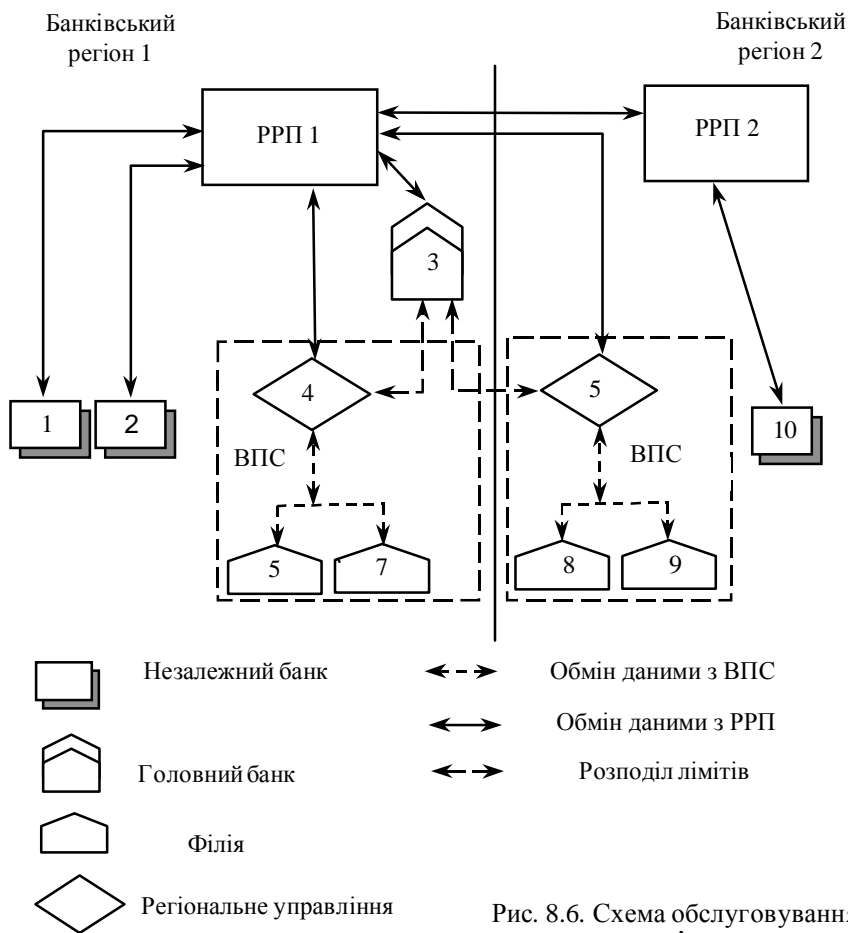 Банківський
регіон 1
Банківський
регіон 2
РРП 1
РРП 2
3
4
5
1
2
10
ВПС
ВПС
5
7
8
9
Незалежний банк
Обмін даними з ВПС
Обмін даними з РРП
Головний банк
Розподіл лімітів
Філія
Регіональне управління
Рис. 8.6. Схема обслуговування